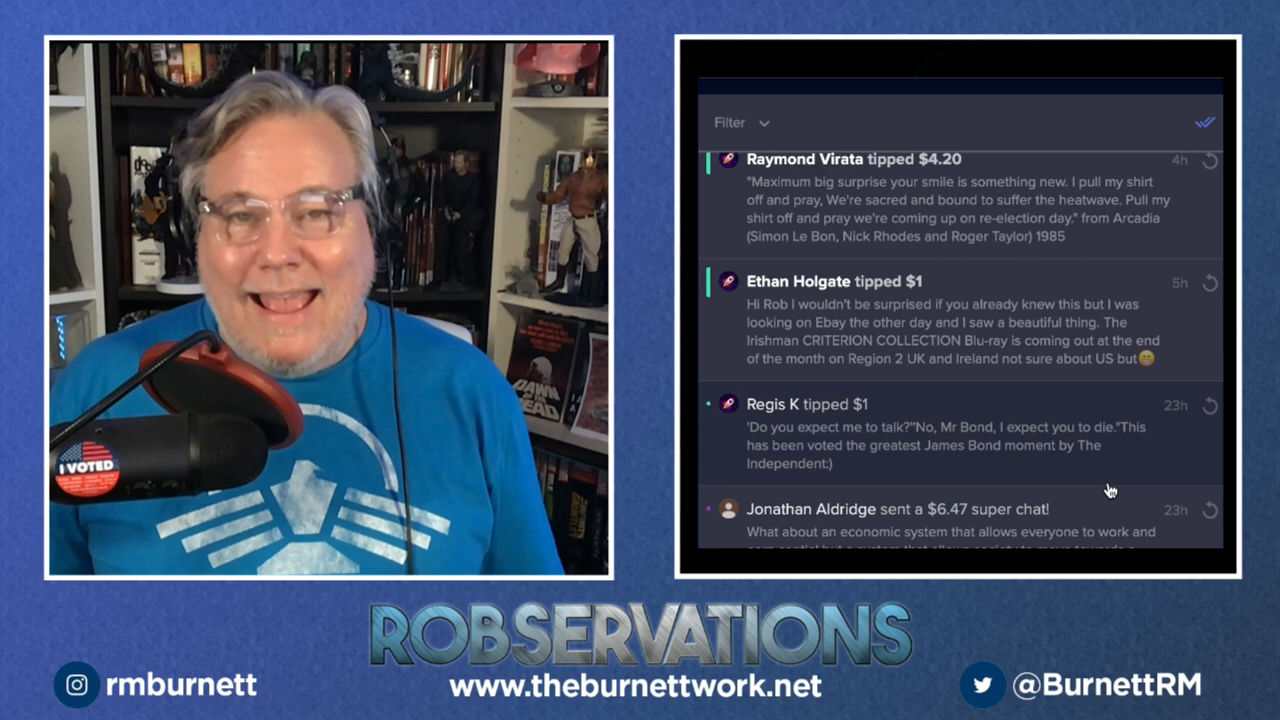 I VOTED
DAWN
OF THE
DEAD
Filter
Raymond Virata tipped $4.20
4h
"Maximum big surprise your smile is something new. I pull my shirt
off and pray, We're sacred and bound to suffer the heatwave. Pull my
shirt off and pray we're coming up on re-election day." from Arcadia
(Simon Le Bon, Nick Rhodes and Roger Taylor) 1985
Ethan Holgate tipped $1
5h
Hi Rob I wouldn't be surprised if you already knew this but I was
looking on Ebay the other day and I saw a beautiful thing. The
Irishman CRITERION COLLECTION Blu-ray is coming out at the end
of the month on Region 2 UK and Ireland not sure about US but😁
Regis K tipped $1
23h
'Do you expect me to talk?"No, Mr Bond, I expect you to die."This
has been voted the greatest James Bond moment by The
Independent:)
Jonathan Aldridge sent a $6.47 super chat!
23h
What about an economic system that allows everyone to work and
ROBSERVATIONS
rmburnett
www.theburnettwork.net
@BurnettRM